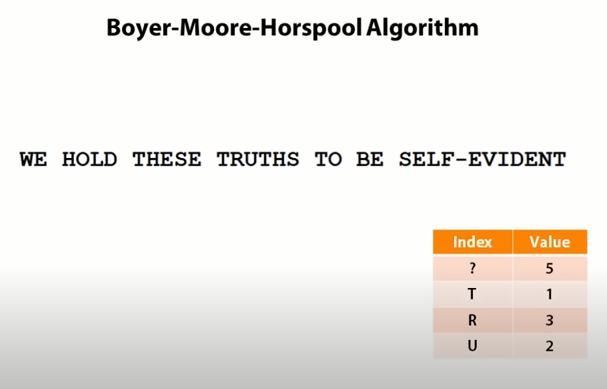 Boyer-Moore-Horspool Algorithm
WE HOLD THESE TRUTHS TO BE SELF-EVIDENT
Index Value
? 5
T 1
R 3
U 2